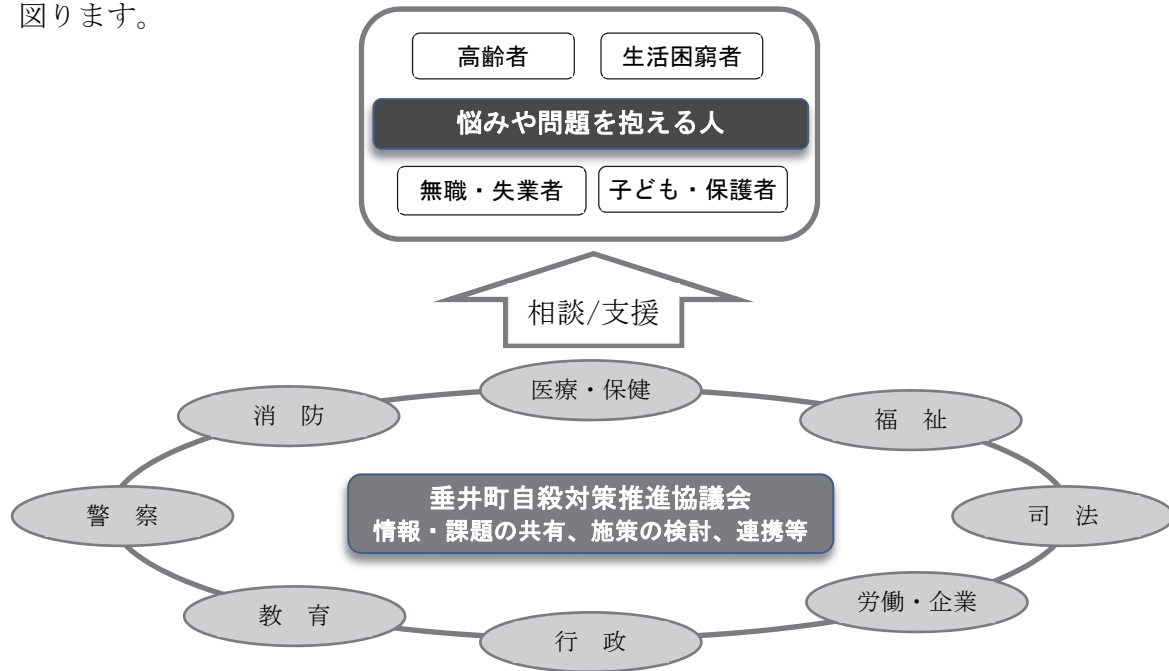 図ります。
高齢者
生活困窮者
悩みや問題を抱える人
無職・失業者
子ども・保護者
相談/支援
医療・保健
消　防
福　祉
警　察
垂井町自殺対策推進協議会
情報・課題の共有、施策の検討、連携等
司　法
教　育
労働・企業
行　政